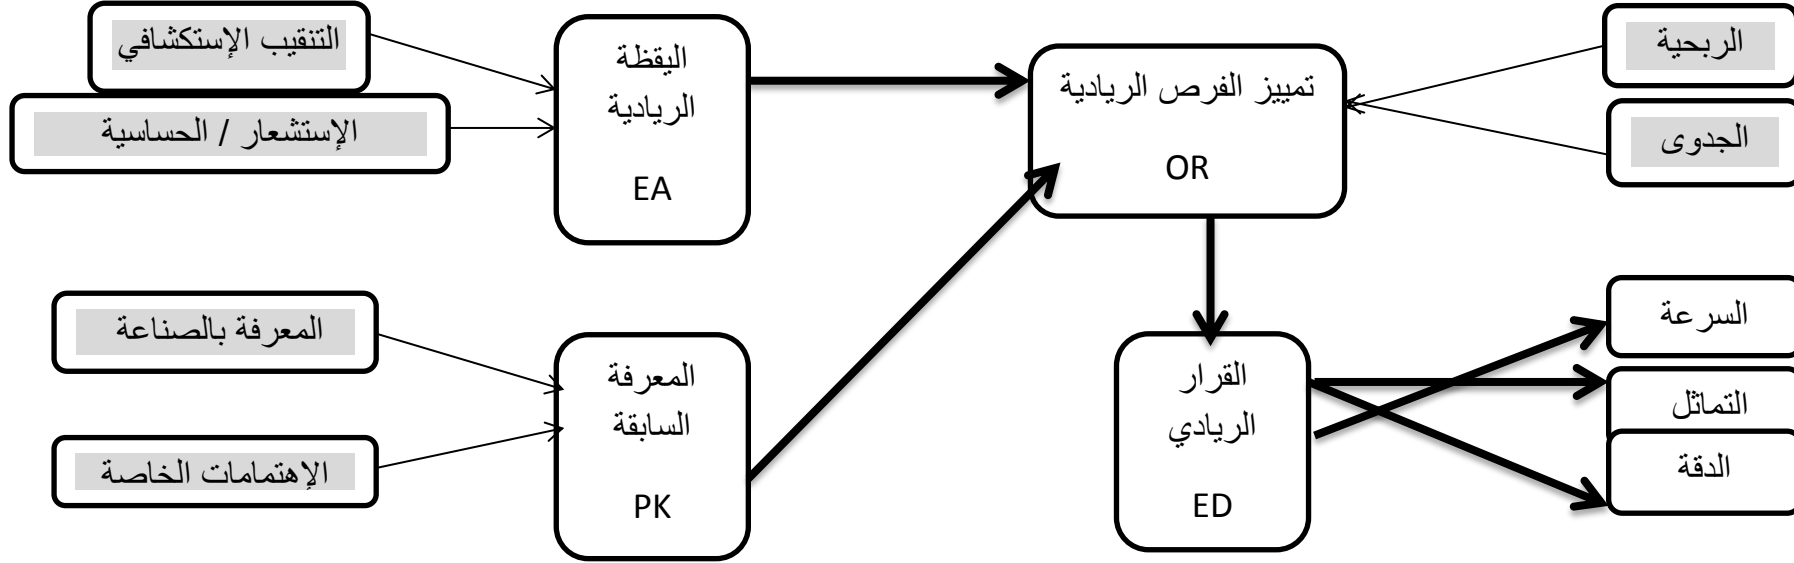 التنقيب الإستكشافي
الإستشعار / الحساسية
اليقظة
الريادية
EA
تمييز الفرص الريادية
OR
الربحية
الجدوى
المعرفة بالصناعة
الإهتمامات الخاصة
المعرفة
السابقة
PK
القرار
الريادي
ED
السرعة
التماثل
الدقة